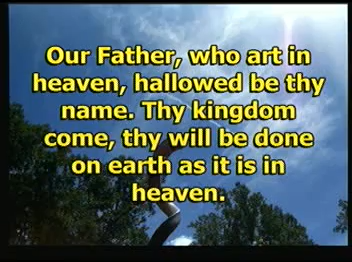 Our Father, who art in
heaven, hallowed be thy
name. Thy kingdom
come, thy will be done
on earth as it is in
heaven.